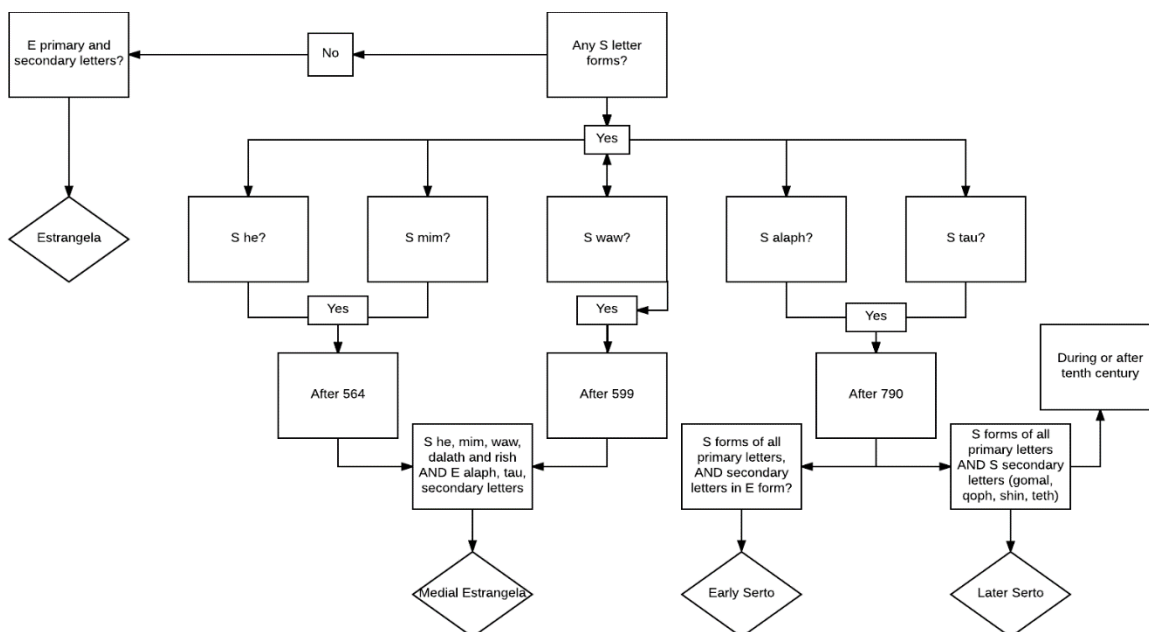 E primary and
secondary letters?
No
Any S letter
forms?
Yes
Estrangela
S he?
S mim?
S waw?
S alaph?
S tau?
Yes
Yes
Yes
After 564
After 599
After 790
During or after
tenth century
S he, mim, waw,
dalath and rish
AND E alaph, tau,
secondary letters
S forms of all
primary letters,
AND secondary
letters in E form?
S forms of all
primary letters
AND S secondary
letters (gomal,
qoph, shin, teth)
Medial Estrangela
Early Serto
Later Serto